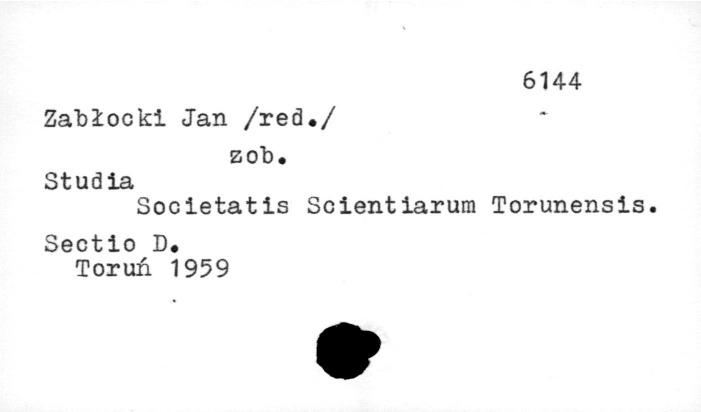 6144
Zabłocki Jan /red./
zob.
Studia
Societatis Scientiarum Torunensis.
Sectio D.
Toruń 1959